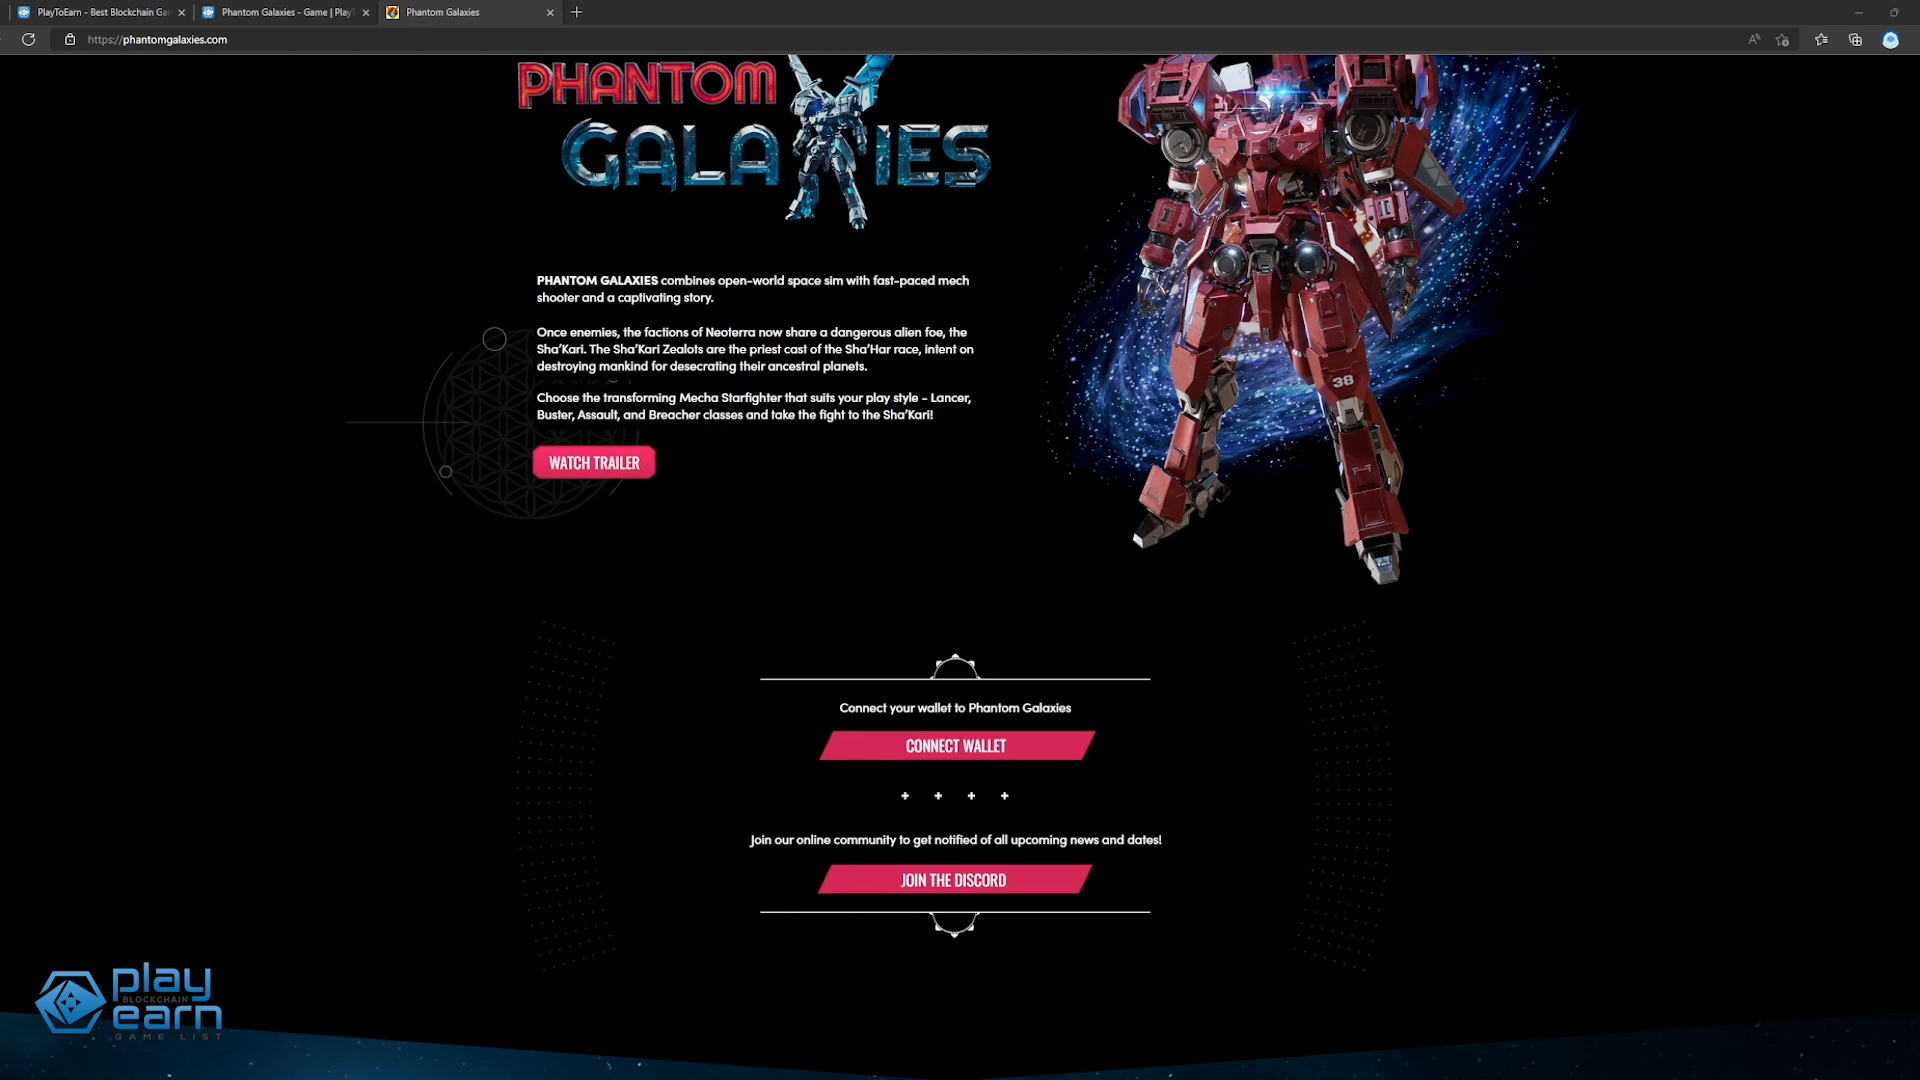 PlayToEarn - Best Blockchain Ga
Phantom Galaxies - Game | Play
Phantom Galaxies
https://phantomgalaxies.com
PHANTOM
GALAXIES
PHANTOM GALAXIES combines open-world space sim with fast-paced mech
shooter and a captivating story.
Once enemies, the factions of Neoterra now share a dangerous alien foe, the
Sha'Kari. The Sha'Kari Zealots are the priest cast of the Sha'Har race, intent on
destroying mankind for desecrating their ancestral planets.
Choose the transforming Mecha Starfighter that suits your play style - Lancer,
Buster, Assault, and Breacher classes and take the fight to the Sha'Kari!
WATCH TRAILER
38
Connect your wallet to Phantom Galaxies
CONNECT WALLET
Join our online community to get notified of all upcoming news and dates!
JOIN THE DISCORD
play
BLOCKCHAIN
earn
GAME LIST